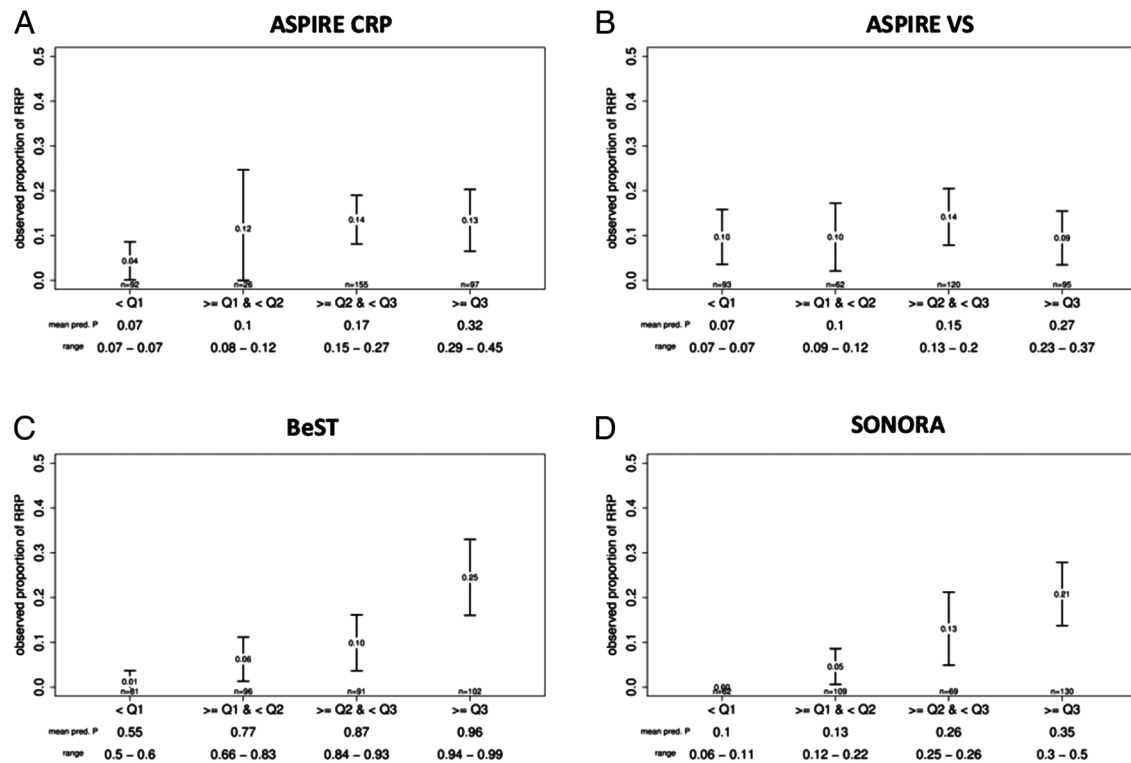 A
ASPIRE CRP
observed proportion of RRP
0.5
0.4
0.3
0.2
0.1
0.0
0.04
0.12
0.14
0.13
n=92
n=26
n=155
n=97
< Q1
>= Q1 & < Q2
>= Q2 & < Q3
>= Q3
mean pred. P 0.07 0.1 0.17 0.32
range 0.07 – 0.07 0.08 – 0.12 0.15 – 0.27 0.29 – 0.45
B
ASPIRE VS
observed proportion of RRP
0.5
0.4
0.3
0.2
0.1
0.0
0.10
0.10
0.14
0.09
n=93
n=62
n=120
n=95
< Q1
>= Q1 & < Q2
>= Q2 & < Q3
>= Q3
mean pred. P 0.07 0.1 0.15 0.27
range 0.07 – 0.07 0.09 – 0.12 0.13 – 0.2 0.23 – 0.37
C
BeST
observed proportion of RRP
0.5
0.4
0.3
0.2
0.1
0.0
0.01
0.06
0.10
0.25
n=81
n=96
n=91
n=102
< Q1
>= Q1 & < Q2
>= Q2 & < Q3
>= Q3
mean pred. P 0.55 0.77 0.87 0.96
range 0.5 – 0.6 0.66 – 0.83 0.84 – 0.93 0.94 – 0.99
D
SONORA
observed proportion of RRP
0.5
0.4
0.3
0.2
0.1
0.0
0.00
0.05
0.13
0.21
n=62
n=109
n=69
n=130
< Q1
>= Q1 & < Q2
>= Q2 & < Q3
>= Q3
mean pred. P 0.1 0.13 0.26 0.35
range 0.06 – 0.11 0.12 – 0.22 0.25 – 0.26 0.3 – 0.5